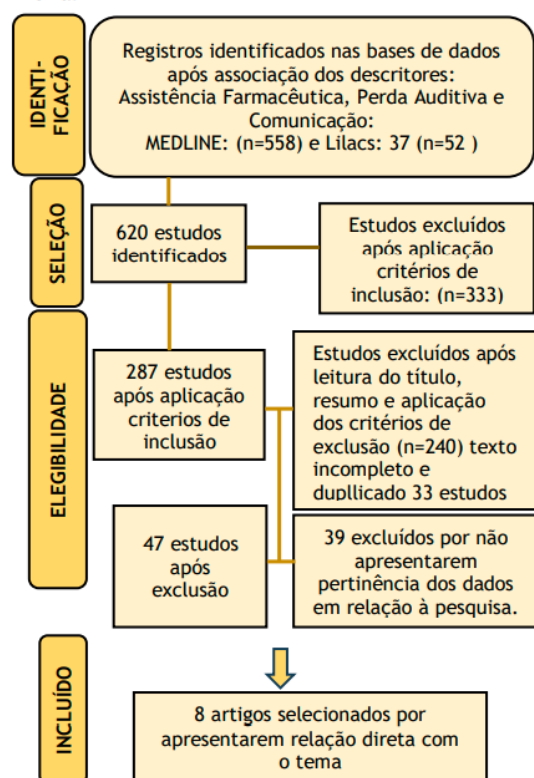 IDENTI-
FICAÇÃO
Registros identificados nas bases de dados
após associação dos descritores:
Assistência Farmacêutica, Perda Auditiva e
Comunicação:
MEDLINE: (n=558) e Lilacs: 37 (n=52 )
SELEÇÃO
620 estudos
identificados
Estudos excluídos
após aplicação
critérios de
inclusão: (n=333)
ELEGIBILIDADE
287 estudos
após aplicação
criterios de
inclusão
Estudos excluídos após
leitura do título,
resumo e aplicação
dos critérios de
exclusão (n=240) texto
incompleto e
dupllicado 33 estudos
47 estudos
após
exclusão
39 excluídos por não
apresentarem
pertinência dos dados
em relação à pesquisa.
INCLUÍDO
8 artigos selecionados por
apresentarem relação direta com
o tema